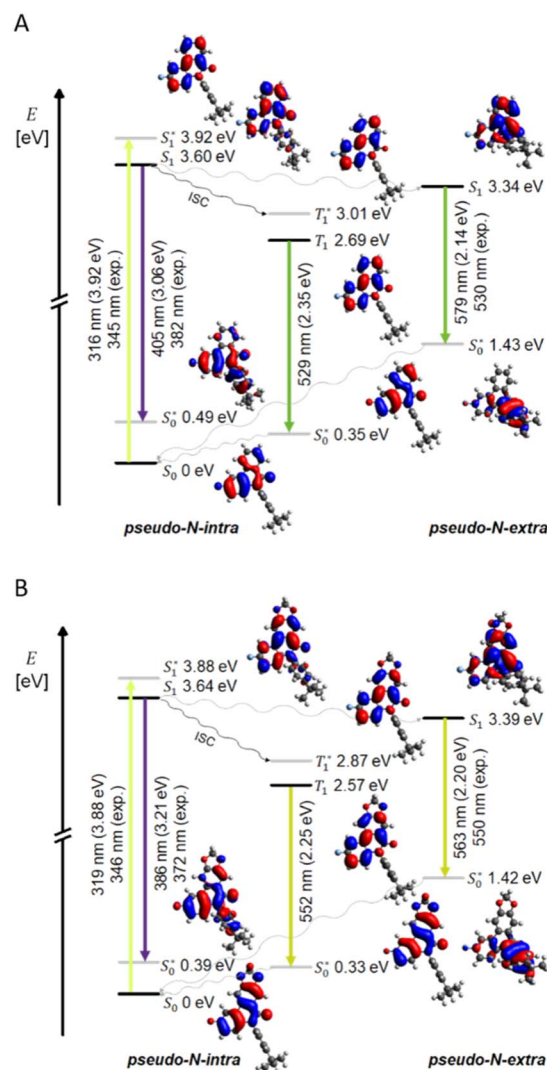 A
E
[eV]
S₁* 3.92 eV
S₁ 3.60 eV
ISC
T₁* 3.01 eV
T₁ 2.69 eV
S₁ 3.34 eV
316 nm (3.92 eV)
345 nm (exp.)
405 nm (3.06 eV)
382 nm (exp.)
529 nm (2.35 eV)
579 nm (2.14 eV)
530 nm (exp.)
S₀* 1.43 eV
S₀* 0.49 eV
S₀* 0.35 eV
S₀ 0 eV
pseudo-N-intra
pseudo-N-extra
B
E
[eV]
S₁* 3.88 eV
S₁ 3.64 eV
ISC
T₁* 2.87 eV
T₁ 2.57 eV
S₁ 3.39 eV
319 nm (3.88 eV)
346 nm (exp.)
386 nm (3.21 eV)
372 nm (exp.)
552 nm (2.25 eV)
563 nm (2.20 eV)
550 nm (exp.)
S₀* 1.42 eV
S₀* 0.39 eV
S₀* 0.33 eV
S₀ 0 eV
pseudo-N-intra
pseudo-N-extra